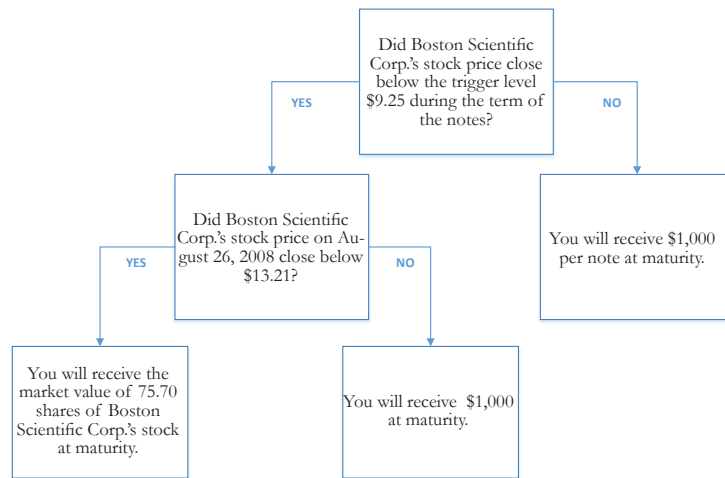 Did Boston Scientific
Corp.'s stock price close
below the trigger level
$9.25 during the term of
the notes?
YES
NO
Did Boston Scientific
Corp.'s stock price on Au-
gust 26, 2008 close below
$13.21?
You will receive $1,000
per note at maturity.
YES
NO
You will receive the
market value of 75.70
shares of Boston
Scientific Corp.'s stock
at maturity.
You will receive $1,000
at maturity.